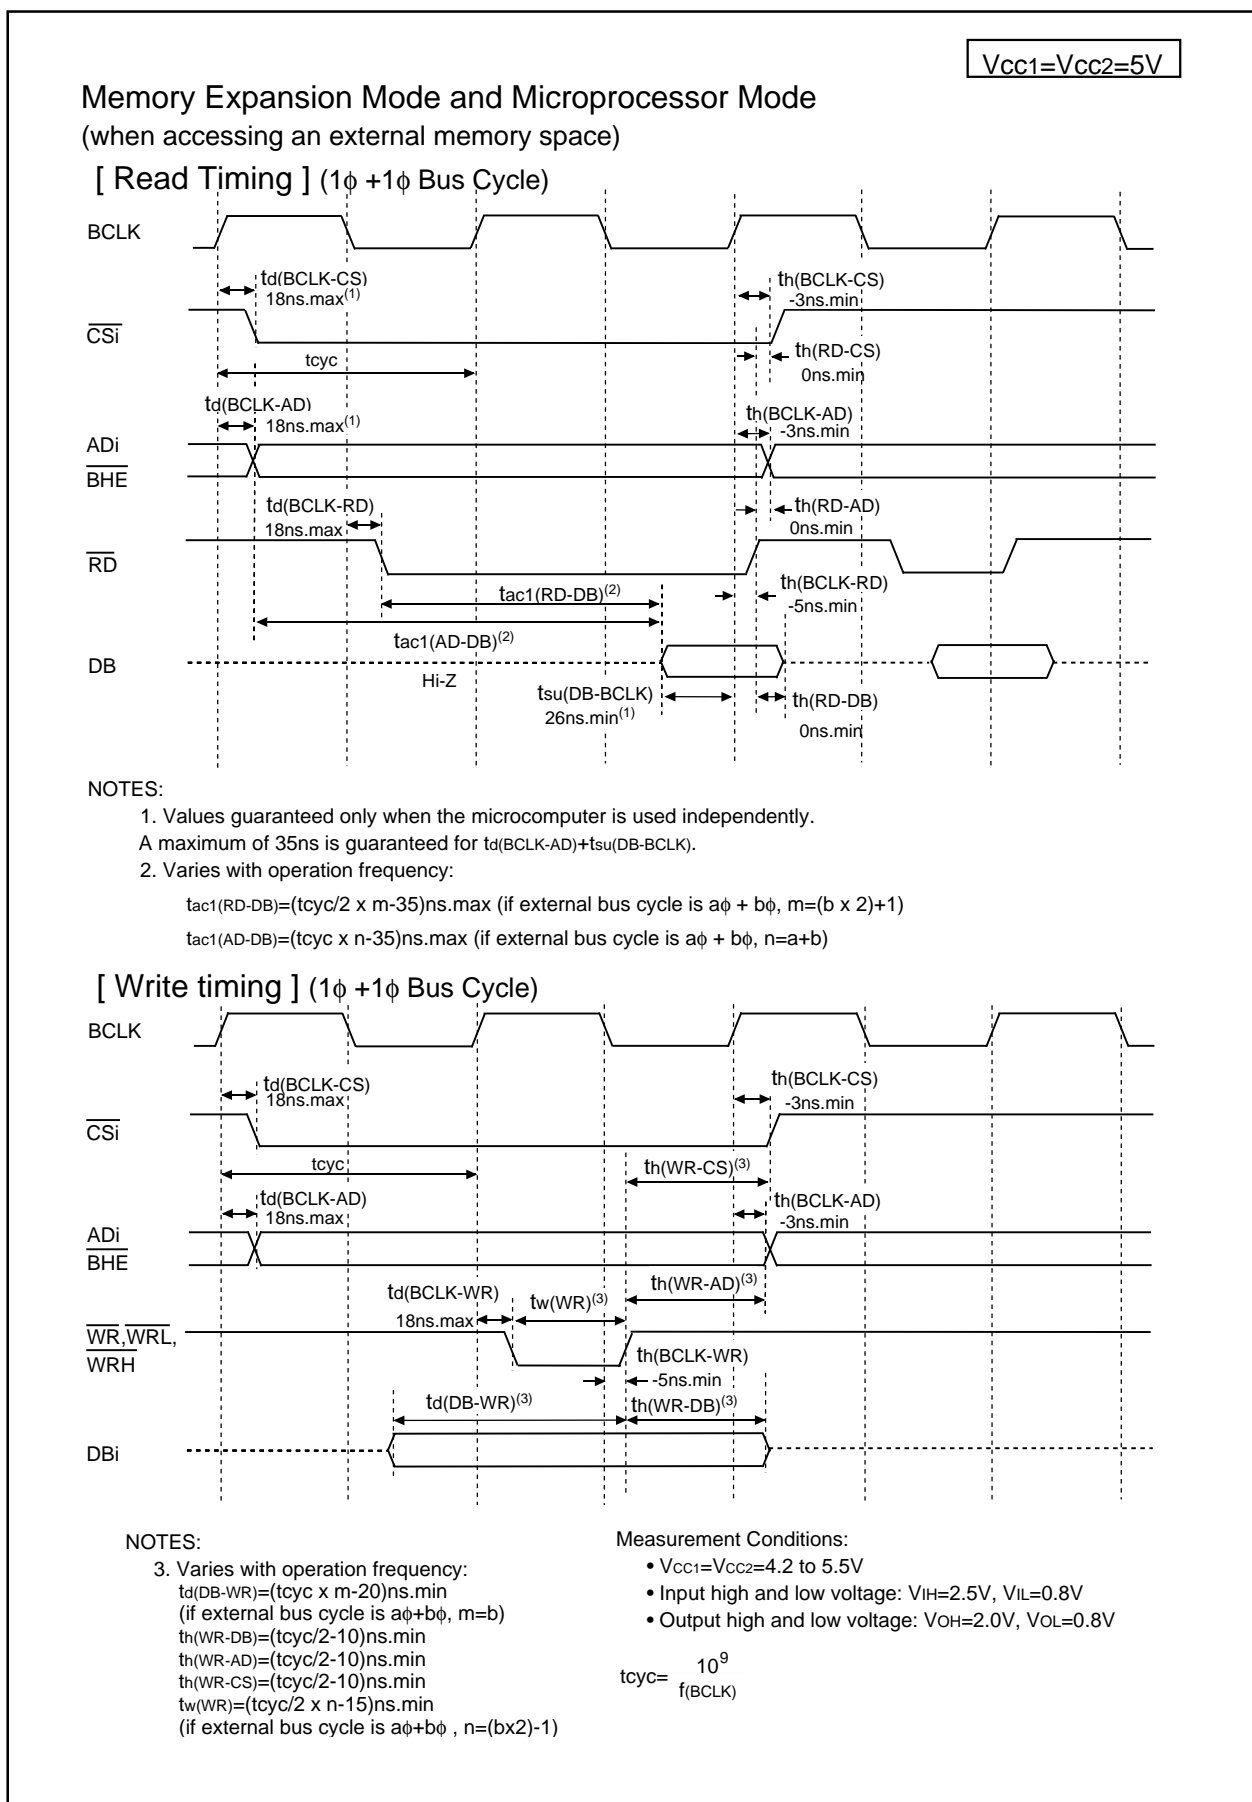 Vcc1=Vcc2=5V
Memory Expansion Mode and Microprocessor Mode
(when accessing an external memory space)
[ Read Timing ] (1ϕ +1ϕ Bus Cycle)
BCLK
td(BCLK-CS)
18ns.max(1)
th(BCLK-CS)
-3ns.min
CSi
tcyc
th(RD-CS)
0ns.min
td(BCLK-AD)
18ns.max(1)
th(BCLK-AD)
-3ns.min
ADi
BHE
td(BCLK-RD)
18ns.max
th(RD-AD)
0ns.min
RD
tac1(RD-DB)(2)
th(BCLK-RD)
-5ns.min
tac1(AD-DB)(2)
DB
Hi-Z
tsu(DB-BCLK)
26ns.min(1)
th(RD-DB)
0ns.min
NOTES:
1. Values guaranteed only when the microcomputer is used independently.
A maximum of 35ns is guaranteed for td(BCLK-AD)+tsu(DB-BCLK).
2. Varies with operation frequency:
tac1(RD-DB)=(tcyc/2 x m-35)ns.max (if external bus cycle is aϕ + bϕ, m=(b x 2)+1)
tac1(AD-DB)=(tcyc x n-35)ns.max (if external bus cycle is aϕ + bϕ, n=a+b)
[ Write timing ] (1ϕ +1ϕ Bus Cycle)
BCLK
td(BCLK-CS)
18ns.max
th(BCLK-CS)
-3ns.min
CSi
tcyc
th(WR-CS)(3)
td(BCLK-AD)
18ns.max
th(BCLK-AD)
-3ns.min
ADi
BHE
td(BCLK-WR)
18ns.max
tw(WR)(3)
th(WR-AD)(3)
WR,WRL,
WRH
th(BCLK-WR)
-5ns.min
td(DB-WR)(3)
th(WR-DB)(3)
DBi
NOTES:
3. Varies with operation frequency:
td(DB-WR)=(tcyc x m-20)ns.min
(if external bus cycle is aϕ+bϕ, m=b)
th(WR-DB)=(tcyc/2-10)ns.min
th(WR-AD)=(tcyc/2-10)ns.min
th(WR-CS)=(tcyc/2-10)ns.min
tw(WR)=(tcyc/2 x n-15)ns.min
(if external bus cycle is aϕ+bϕ , n=(bx2)-1)
Measurement Conditions:
• VCC1=VCC2=4.2 to 5.5V
• Input high and low voltage: VIH=2.5V, VIL=0.8V
• Output high and low voltage: VOH=2.0V, VOL=0.8V
tcyc= 10⁹
f(BCLK)